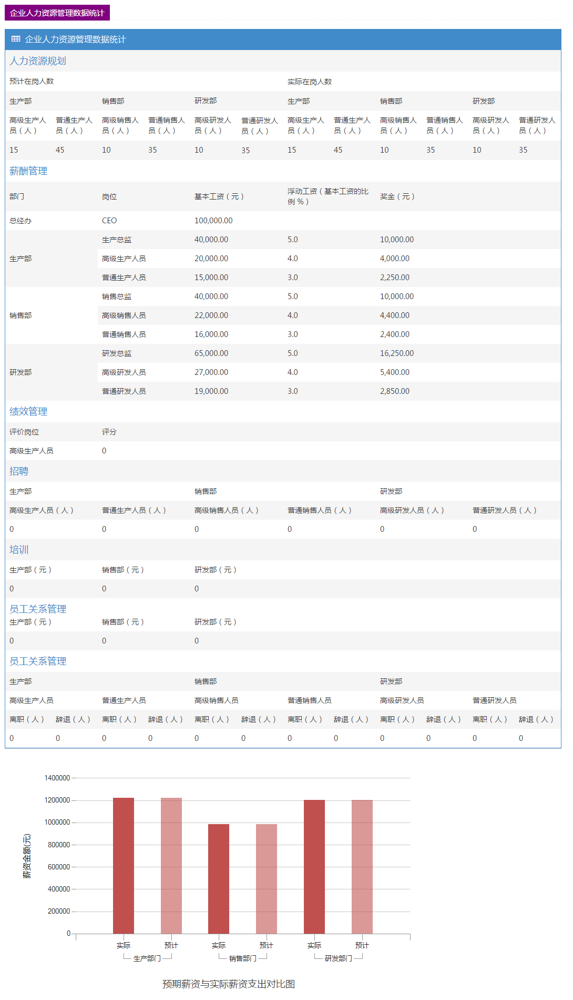 企业人力资源管理数据统计
企业人力资源管理数据统计
人力资源规划
预计在岗人数 实际在岗人数
生产部 销售部 研发部 生产部 销售部 研发部
高级生产人员（人） 普通生产人员（人） 高级销售人员（人） 普通销售人员（人） 高级研发人员（人） 普通研发人员（人） 高级生产人员（人） 普通生产人员（人） 高级销售人员（人） 普通销售人员（人） 高级研发人员（人） 普通研发人员（人）
15 45 10 35 10 35 15 45 10 35 10 35
薪酬管理
部门 岗位 基本工资（元） 浮动工资（基本工资的比例 %） 奖金（元）
总经办 CEO 100,000.00
生产总监 40,000.00 5.0 10,000.00
生产部 高级生产人员 20,000.00 4.0 4,000.00
普通生产人员 15,000.00 3.0 2,250.00
销售总监 40,000.00 5.0 10,000.00
销售部 高级销售人员 22,000.00 4.0 4,400.00
普通销售人员 16,000.00 3.0 2,400.00
研发总监 65,000.00 5.0 16,250.00
研发部 高级研发人员 27,000.00 4.0 5,400.00
普通研发人员 19,000.00 3.0 2,850.00
绩效管理
评价岗位 评分
高级生产人员 0
招聘
生产部 销售部 研发部
高级生产人员（人） 普通生产人员（人） 高级销售人员（人） 普通销售人员（人） 高级研发人员（人） 普通研发人员（人）
0 0 0 0 0 0
培训
生产部（元） 销售部（元） 研发部（元）
0 0 0
员工关系管理
生产部（元） 销售部（元） 研发部（元）
0 0 0
员工关系管理
生产部 销售部 研发部
高级生产人员 普通生产人员 高级销售人员 普通销售人员 高级研发人员 普通研发人员
离职（人） 辞退（人） 离职（人） 辞退（人） 离职（人） 辞退（人） 离职（人） 辞退（人） 离职（人） 辞退（人） 离职（人） 辞退（人）
0 0 0 0 0 0 0 0 0 0 0 0
1400000
1200000
1000000
800000
600000
400000
200000
0
薪资金额(元)
实际 预计 实际 预计 实际 预计
生产部门 销售部门 研发部门
预期薪资与实际薪资支出对比图